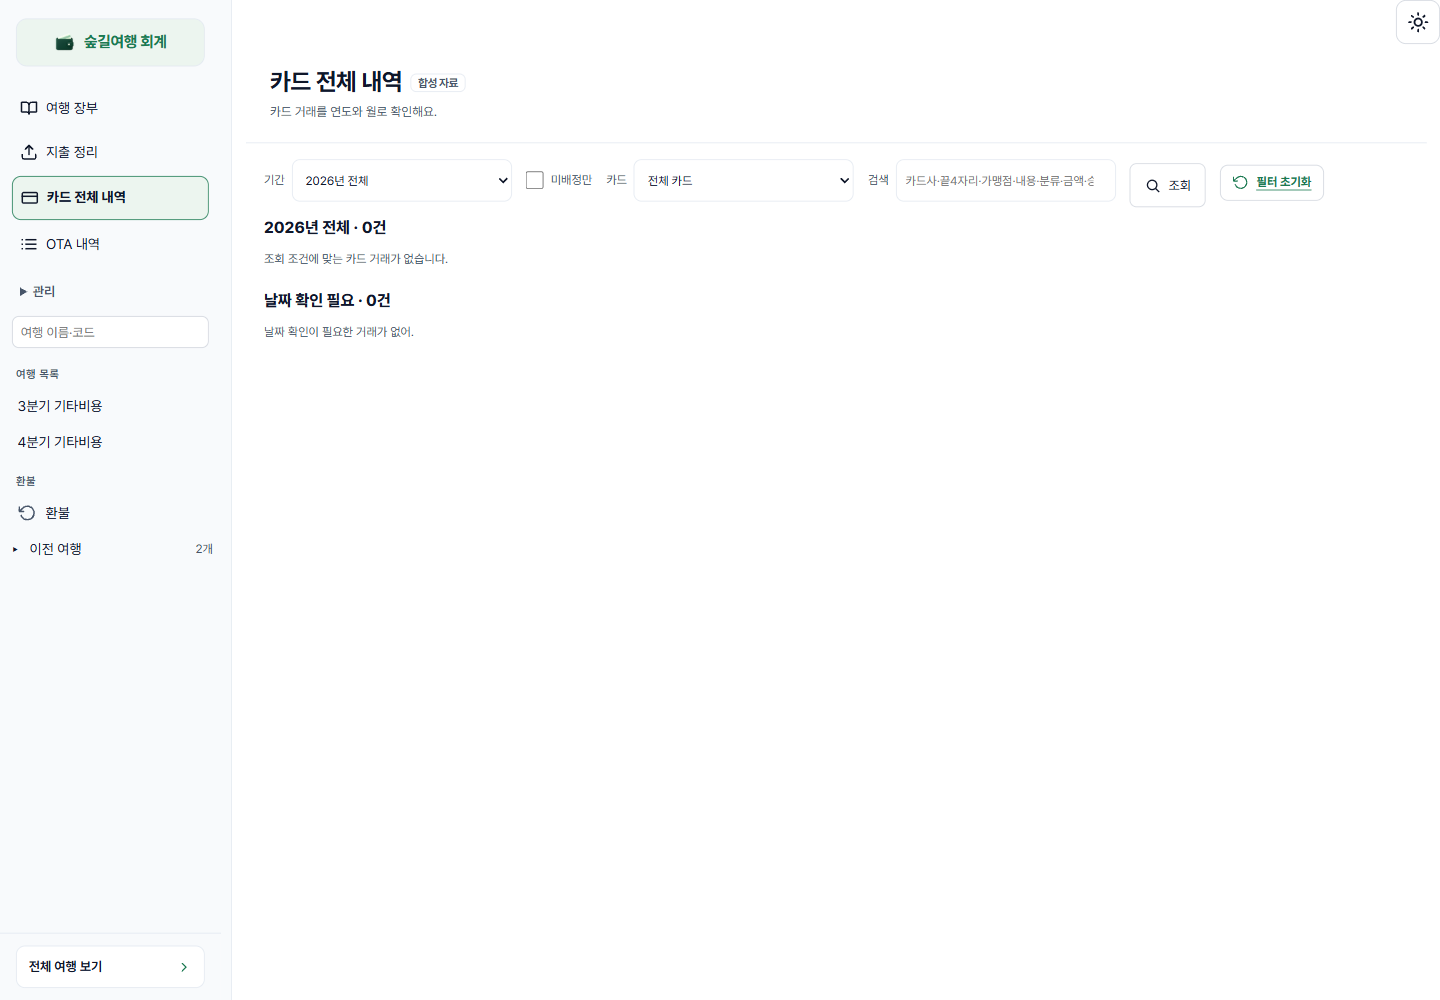 숲길여행 회계
여행 장부
지출 정리
카드 전체 내역
OTA 내역
관리
여행 이름·코드
여행 목록
3분기 기타비용
4분기 기타비용
환불
환불
이전 여행 2개
전체 여행 보기
카드 전체 내역 합성 자료
카드 거래를 연도와 월로 확인해요.
기간 2026년 전체 미배정만 카드 전체 카드 검색 카드사·끝4자리·가맹점·내용·분류·금액· 조회 필터 초기화
2026년 전체 · 0건
조회 조건에 맞는 카드 거래가 없습니다.
날짜 확인 필요 · 0건
날짜 확인이 필요한 거래가 없어.